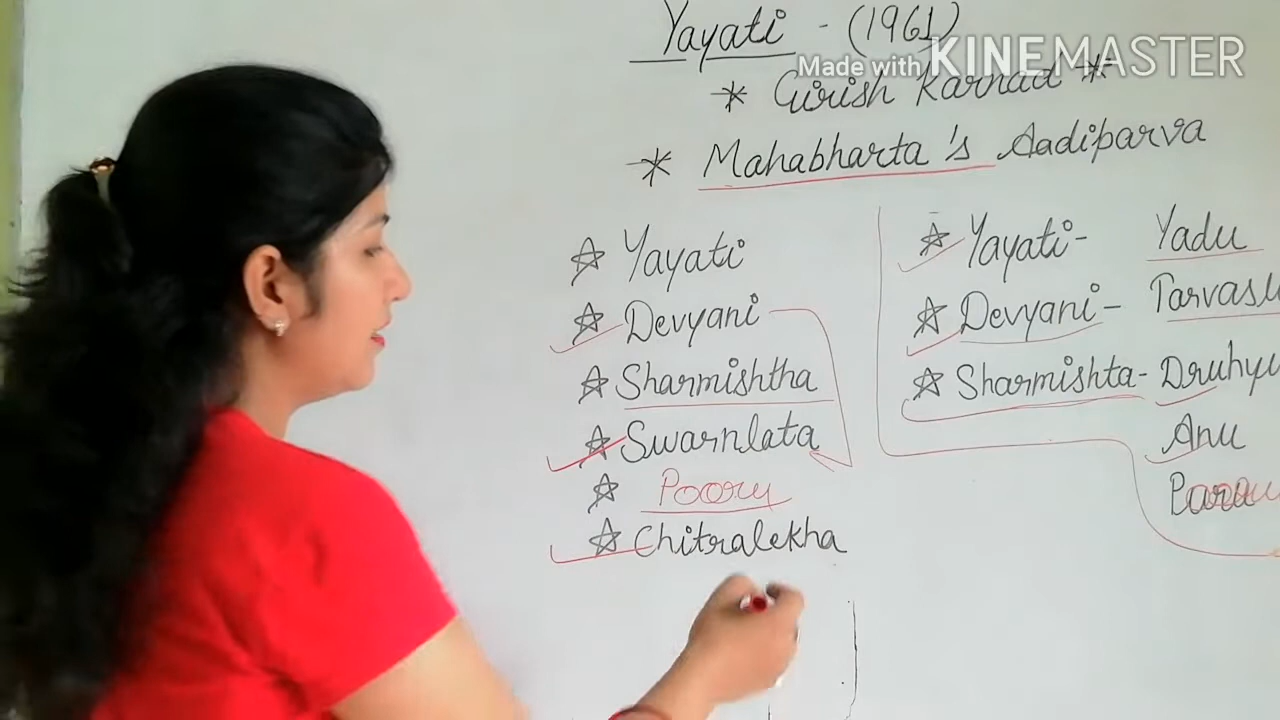 Yayati - (1961)
Made with KINEMASTER
* Girish Karnad *
* Mahabharta's Aadiparva
☆ Yayati
☆ Devyani
☆ Sharmishtha
☆ Swarnlata
☆ Pooru
☆ Chitralekha
☆ Yayati- Yadu
☆ Devyani- Tarvasu
☆ Sharmishta- Druhyu
Anu